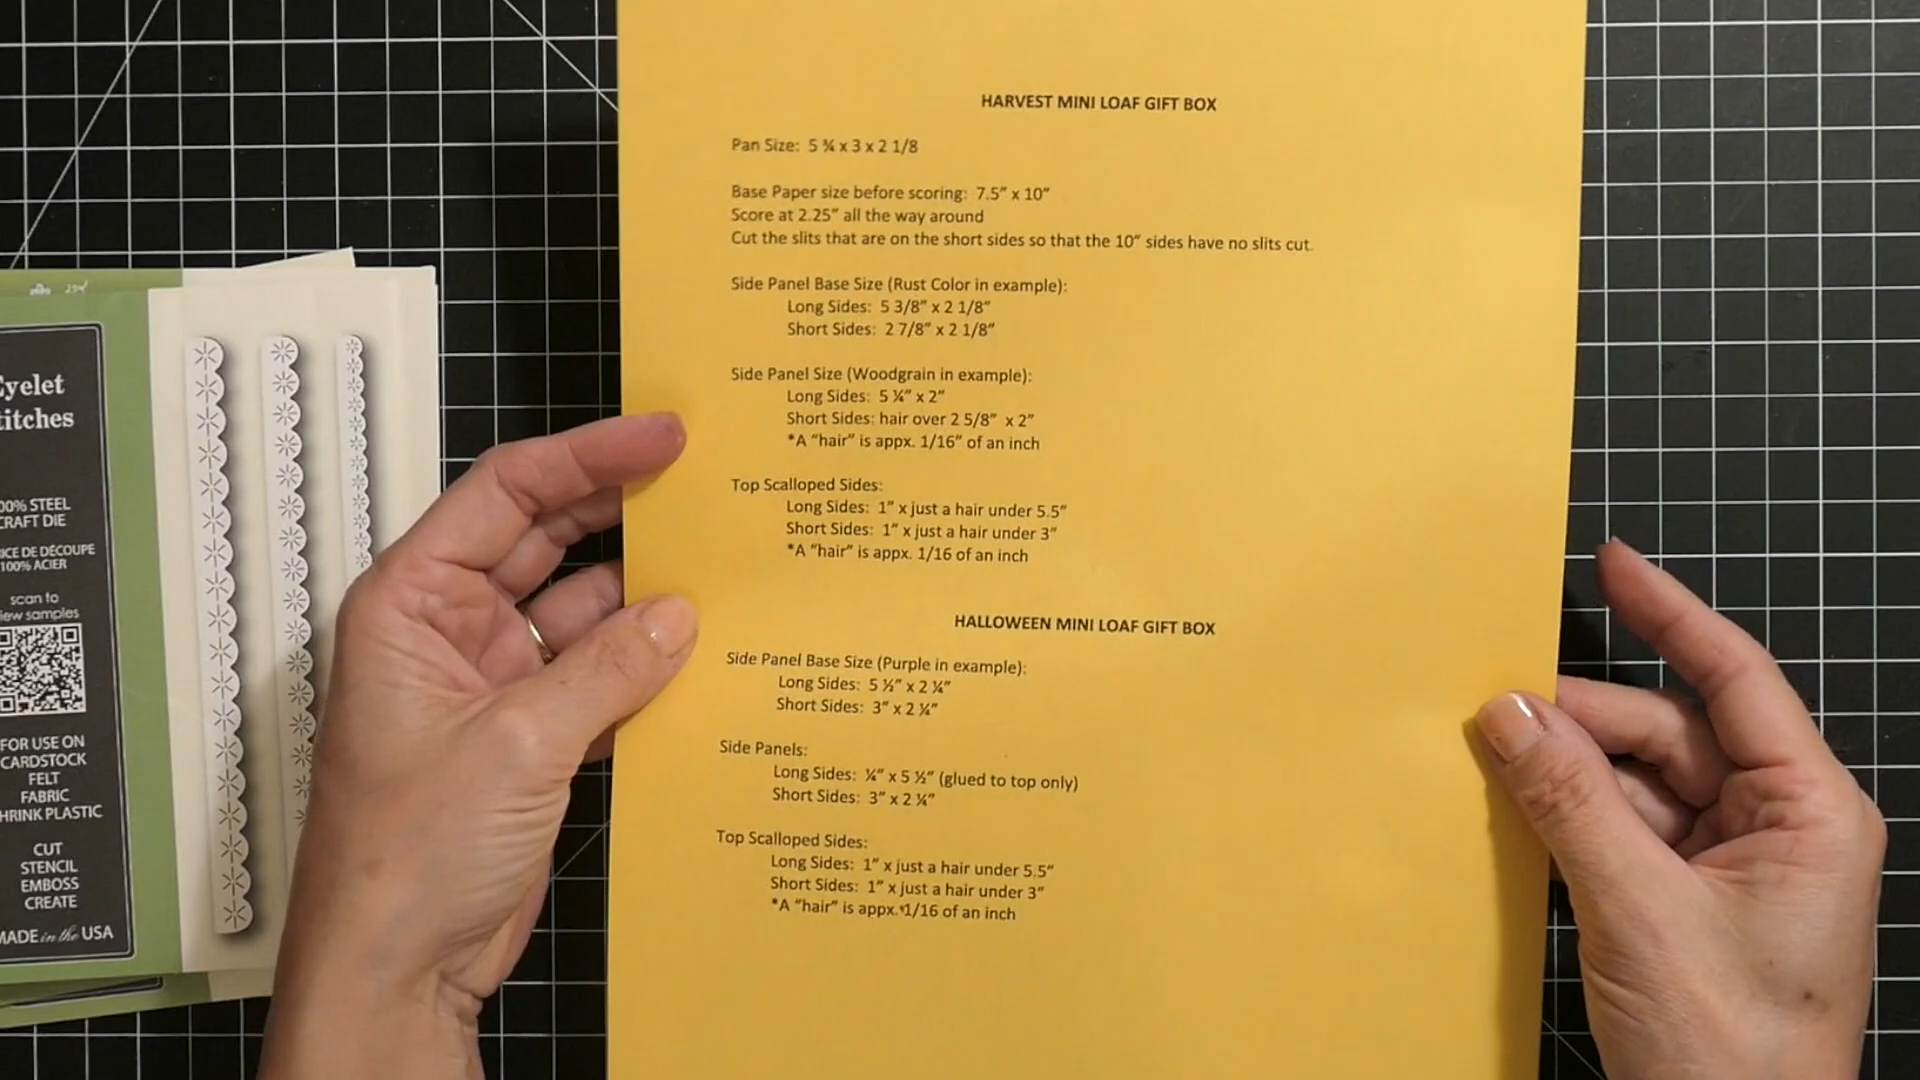 HARVEST MINI LOAF GIFT BOX
Pan Size: 5 ¾ x 3 x 2 1/8
Base Paper size before scoring: 7.5” x 10”
Score at 2.25” all the way around
Cut the slits that are on the short sides so that the 10” sides have no slits cut.
Side Panel Base Size (Rust Color in example):
Long Sides: 5 3/8” x 2 1/8”
Short Sides: 2 7/8” x 2 1/8”
Side Panel Size (Woodgrain in example):
Long Sides: 5 ¼” x 2”
Short Sides: hair over 2 5/8” x 2”
*A “hair” is appx. 1/16” of an inch
Top Scalloped Sides:
Long Sides: 1” x just a hair under 5.5”
Short Sides: 1” x just a hair under 3”
*A “hair” is appx. 1/16 of an inch
HALLOWEEN MINI LOAF GIFT BOX
Side Panel Base Size (Purple in example):
Long Sides: 5 ½” x 2 ¼”
Short Sides: 3” x 2 ¼”
Side Panels:
Long Sides: ¼” x 5 ½” (glued to top only)
Short Sides: 3” x 2 ¼”
Top Scalloped Sides:
Long Sides: 1” x just a hair under 5.5”
Short Sides: 1” x just a hair under 3”
*A “hair” is appx. 1/16 of an inch
Eyelet
titches
00% STEEL
CRAFT DIE
ICE DE DÉCOUPE
100% ACIER
scan to
iew samples
FOR USE ON
CARDSTOCK
FELT
FABRIC
HRINK PLASTIC
CUT
STENCIL
EMBOSS
CREATE
MADE in the USA